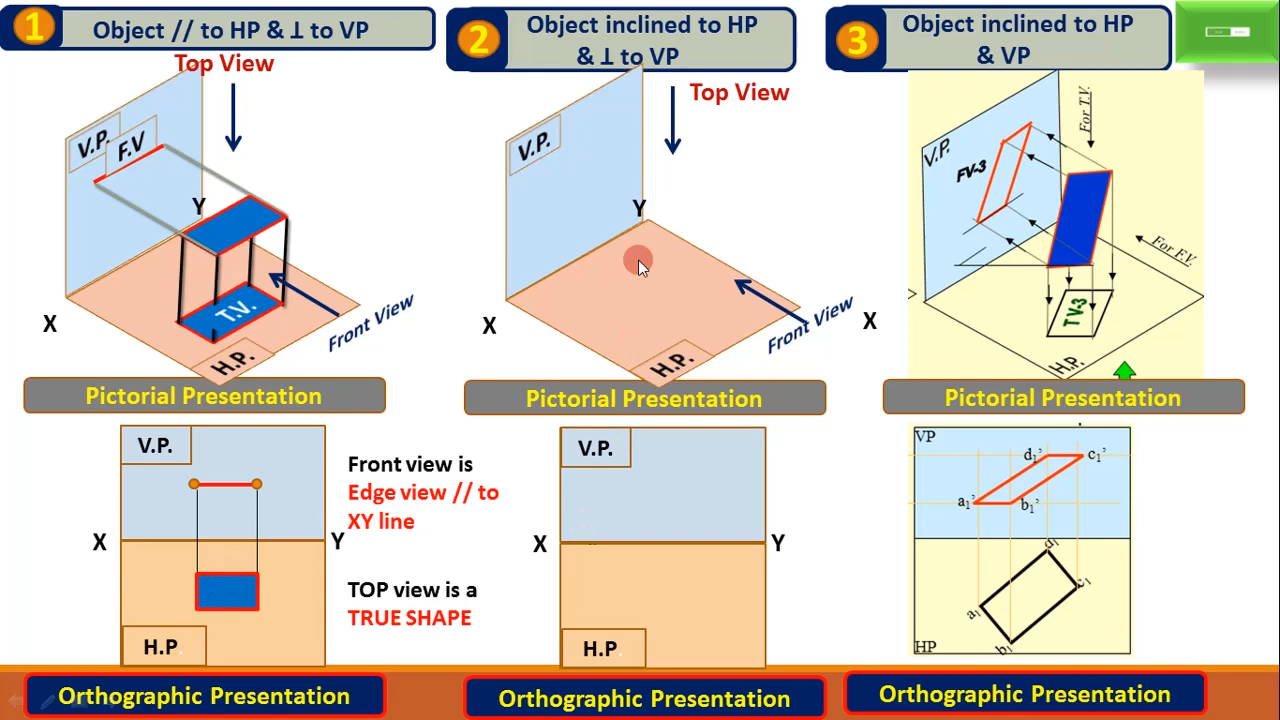 1
Object // to HP & ⊥ to VP
Top View
V.P.
F.V
Y
T.V.
X
Front View
H.P.
Pictorial Presentation
V.P.
X
Y
H.P.
Front view is
Edge view // to
XY line
TOP view is a
TRUE SHAPE
Orthographic Presentation
2
Object inclined to HP
& ⊥ to VP
Top View
V.P.
Y
X
Front View
H.P.
Pictorial Presentation
V.P.
X
Y
H.P.
Orthographic Presentation
3
Object inclined to HP
& VP
For T.V.
V.P.
FV-3
For F.V.
X
T V-3
H.P.
Pictorial Presentation
VP
d₁’
c₁’
a₁’
b₁’
d₁
c₁
a₁
b₁
HP
Orthographic Presentation